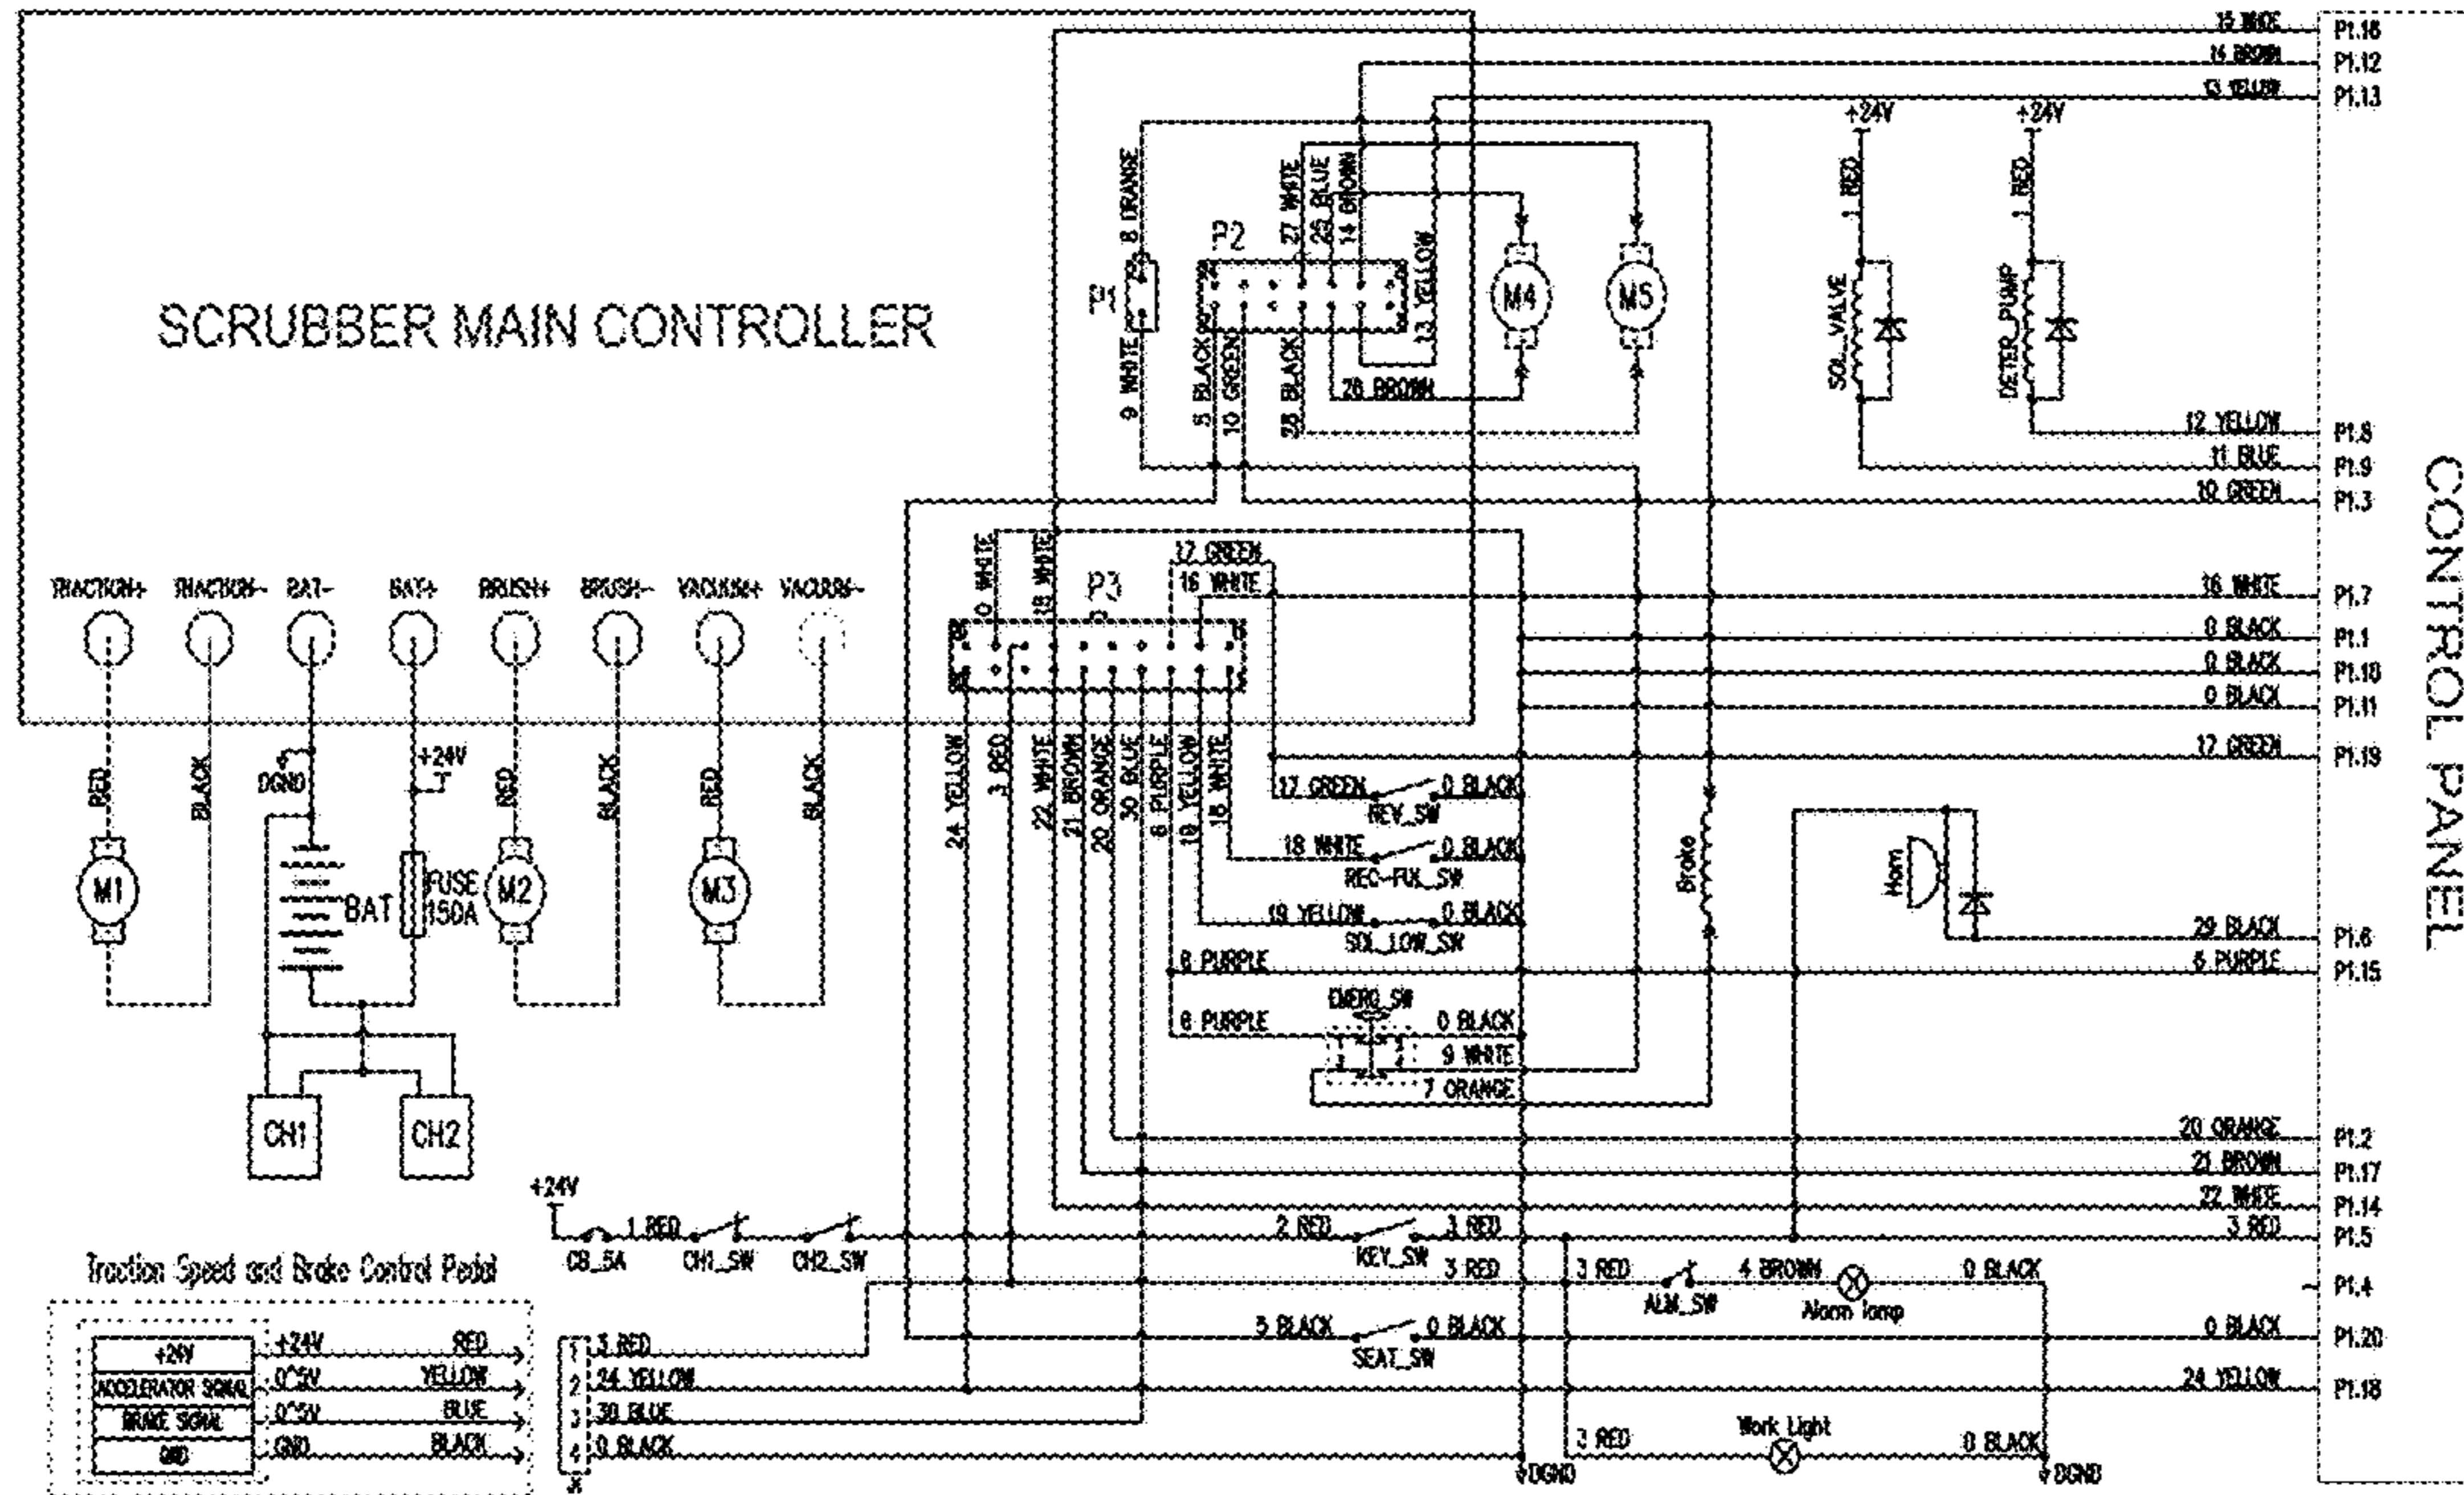 SCRUBBER MAIN CONTROLLER
CONTROL PANEL
P1.16
14 BROWN
P1.12
13 YELLOW
P1.13
+24V
+24V
8 ORANGE
27 WHITE
14 BROWN
1 RED
1 RED
P2
13 YELLOW
M4
M5
SOL_VALVE
DETER_PUMP
9 WHITE
5 BLACK
10 GREEN
28 BLACK
26 BROWN
12 YELLOW
P1.8
11 BLUE
P1.9
10 GREEN
P1.3
0 WHITE
18 WHITE
17 GREEN
16 WHITE
P3
16 WHITE
P1.7
TRACTION+
TRACTION-
BAT-
BAT+
BRUSH+
BRUSH-
VACUUM+
VACUUM-
0 BLACK
P1.1
0 BLACK
P1.10
0 BLACK
P1.11
17 GREEN
P1.19
RED
BLACK
+24V
RED
BLACK
RED
BLACK
24 YELLOW
3 RED
22 WHITE
21 BROWN
20 ORANGE
30 BLUE
6 PURPLE
19 YELLOW
18 WHITE
17 GREEN
0 BLACK
REV_SW
18 WHITE
0 BLACK
19 YELLOW
0 BLACK
SOL_LOW_SW
M1
BAT
FUSE
150A
M2
M3
Brake
Horn
29 BLACK
P1.6
6 PURPLE
6 PURPLE
P1.15
EMERG_SW
6 PURPLE
0 BLACK
9 WHITE
7 ORANGE
CH1
CH2
20 ORANGE
P1.2
21 BROWN
P1.17
22 WHITE
P1.14
+24V
1 RED
2 RED
3 RED
3 RED
P1.5
CB_5A
CH1_SW
CH2_SW
KEY_SW
3 RED
3 RED
4 BROWN
0 BLACK
P1.4
ALM_SW
Alarm lamp
5 BLACK
0 BLACK
0 BLACK
P1.20
SEAT_SW
Traction Speed and Brake Control Pedal
+24V
+24V
RED
1
3 RED
ACCELERATOR SIGNAL
0~5V
YELLOW
2
24 YELLOW
24 YELLOW
P1.18
BRAKE SIGNAL
0~5V
BLUE
3
30 BLUE
GND
GND
BLACK
4
0 BLACK
3 RED
Work Light
0 BLACK
DGND
DGND